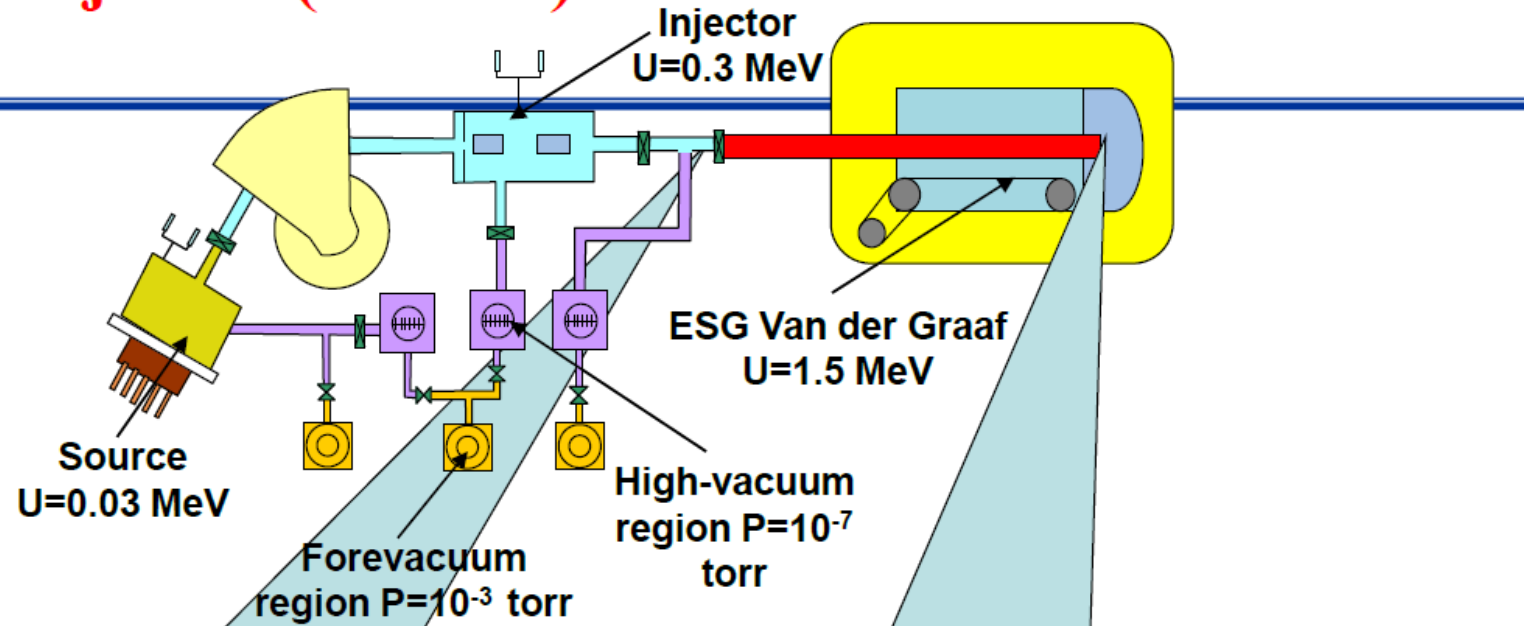 Injector
U=0.3 MeV
ESG Van der Graaf
U=1.5 MeV
Source
U=0.03 MeV
High-vacuum
region P=10⁻⁷
torr
Forevacuum
region P=10⁻³ torr